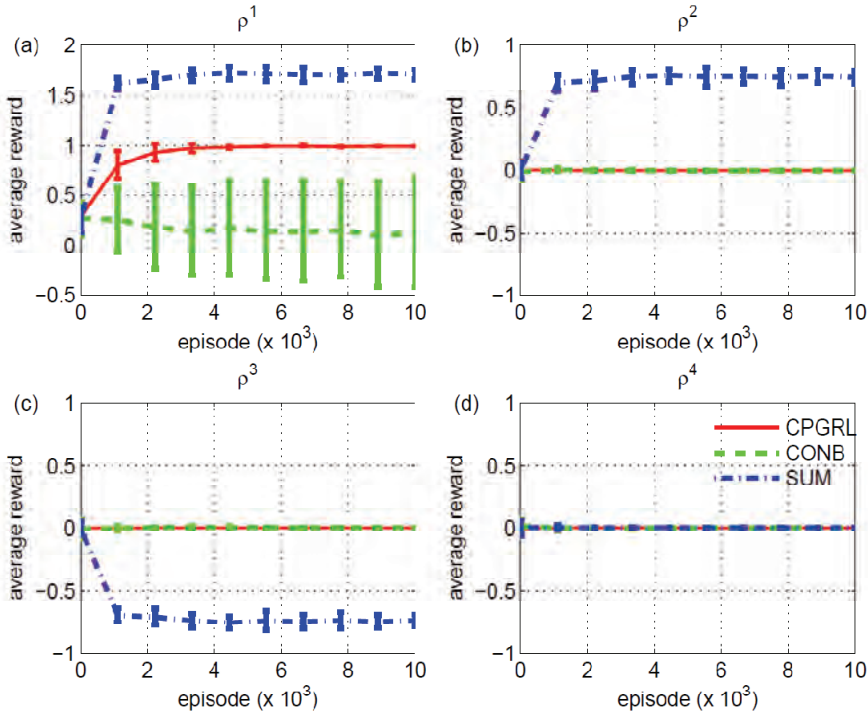 ρ¹
(a)
2
1.5
1
0.5
0
−0.5
average reward
0 2 4 6 8 10
episode (x 10³)
ρ²
(b)
1
0.5
0
−0.5
−1
average reward
0 2 4 6 8 10
episode (x 10³)
ρ³
(c)
1
0.5
0
−0.5
−1
average reward
0 2 4 6 8 10
episode (x 10³)
ρ⁴
(d)
1
0.5
0
−0.5
−1
average reward
CPGRL
CONB
SUM
0 2 4 6 8 10
episode (x 10³)